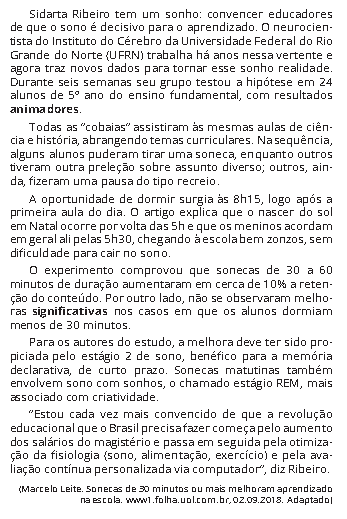 Sidarta Ribeiro tem um sonho: convencer educadores
de que o sono é decisivo para o aprendizado. O neurocien-
tista do Instituto do Cérebro da Universidade Federal do Rio
Grande do Norte (UFRN) trabalha há anos nessa vertente e
agora traz novos dados para tornar esse sonho realidade.
Durante seis semanas seu grupo testou a hipótese em 24
alunos de 5º ano do ensino fundamental, com resultados
animadores.
Todas as “cobaias” assistiram às mesmas aulas de ciên-
cia e história, abrangendo temas curriculares. Na sequência,
alguns alunos puderam tirar uma soneca, enquanto outros
tiveram outra preleção sobre assunto diverso; outros, ain-
da, fizeram uma pausa do tipo recreio.
A oportunidade de dormir surgia às 8h15, logo após a
primeira aula do dia. O artigo explica que o nascer do sol
em Natal ocorre por volta das 5h e que os meninos acordam
em geral ali pelas 5h30, chegando à escola bem zonzos, sem
dificuldade para cair no sono.
O experimento comprovou que sonecas de 30 a 60
minutos de duração aumentaram em cerca de 10% a reten-
ção do conteúdo. Por outro lado, não se observaram melho-
ras significativas nos casos em que os alunos dormiam
menos de 30 minutos.
Para os autores do estudo, a melhora deve ter sido pro-
piciada pelo estágio 2 de sono, benéfico para a memória
declarativa, de curto prazo. Sonecas matutinas também
envolvem sono com sonhos, o chamado estágio REM, mais
associado com criatividade.
“Estou cada vez mais convencido de que a revolução
educacional que o Brasil precisa fazer começa pelo aumento
dos salários do magistério e passa em seguida pela otimiza-
ção da fisiologia (sono, alimentação, exercício) e pela ava-
liação contínua personalizada via computador”, diz Ribeiro.
(Marcelo Leite. Sonecas de 30 minutos ou mais melhoram aprendizado
na escola. www1.folha.uol.com.br, 02.09.2018. Adaptado)